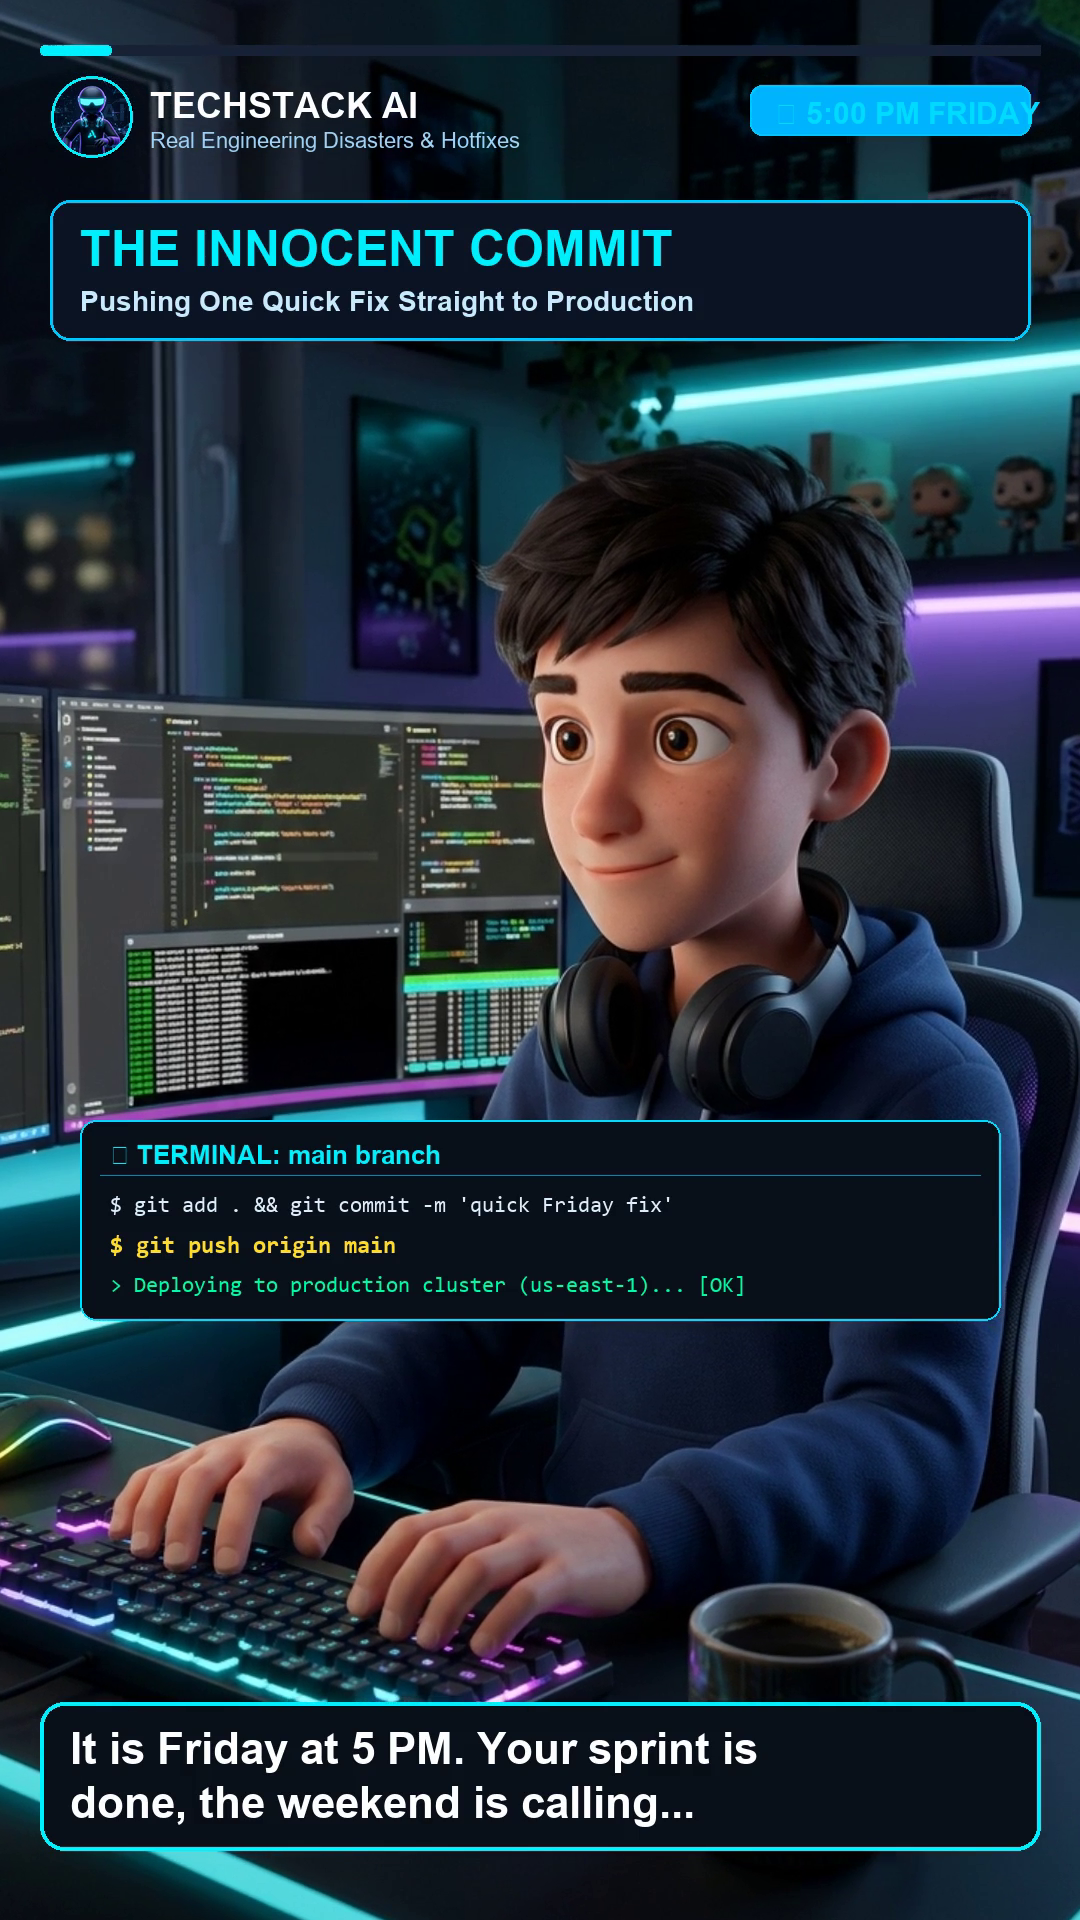 TECHSTACK AI
Real Engineering Disasters & Hotfixes
5:00 PM FRIDAY
THE INNOCENT COMMIT
Pushing One Quick Fix Straight to Production
TERMINAL: main branch
$ git add . && git commit -m 'quick Friday fix'
$ git push origin main
> Deploying to production cluster (us-east-1)... [OK]
It is Friday at 5 PM. Your sprint is
done, the weekend is calling...